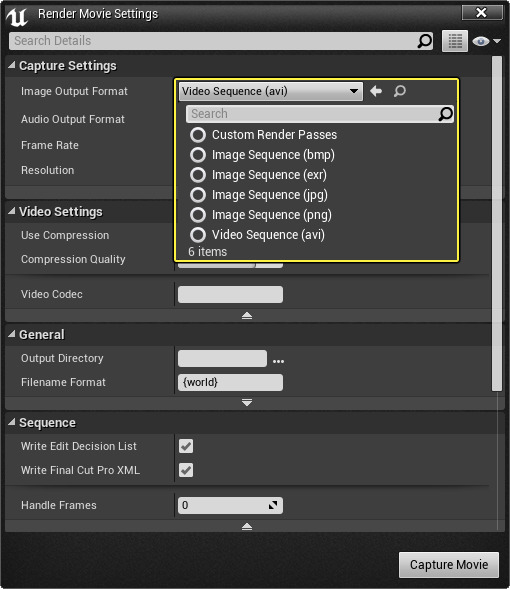 Render Movie Settings
Search Details
Capture Settings
Image Output Format
Video Sequence (avi)
Search
Custom Render Passes
Image Sequence (bmp)
Image Sequence (exr)
Image Sequence (jpg)
Image Sequence (png)
Video Sequence (avi)
6 items
Audio Output Format
Frame Rate
Resolution
Video Settings
Use Compression
Compression Quality
Video Codec
General
Output Directory
...
Filename Format {world}
Sequence
Write Edit Decision List
Write Final Cut Pro XML
Handle Frames 0
Capture Movie